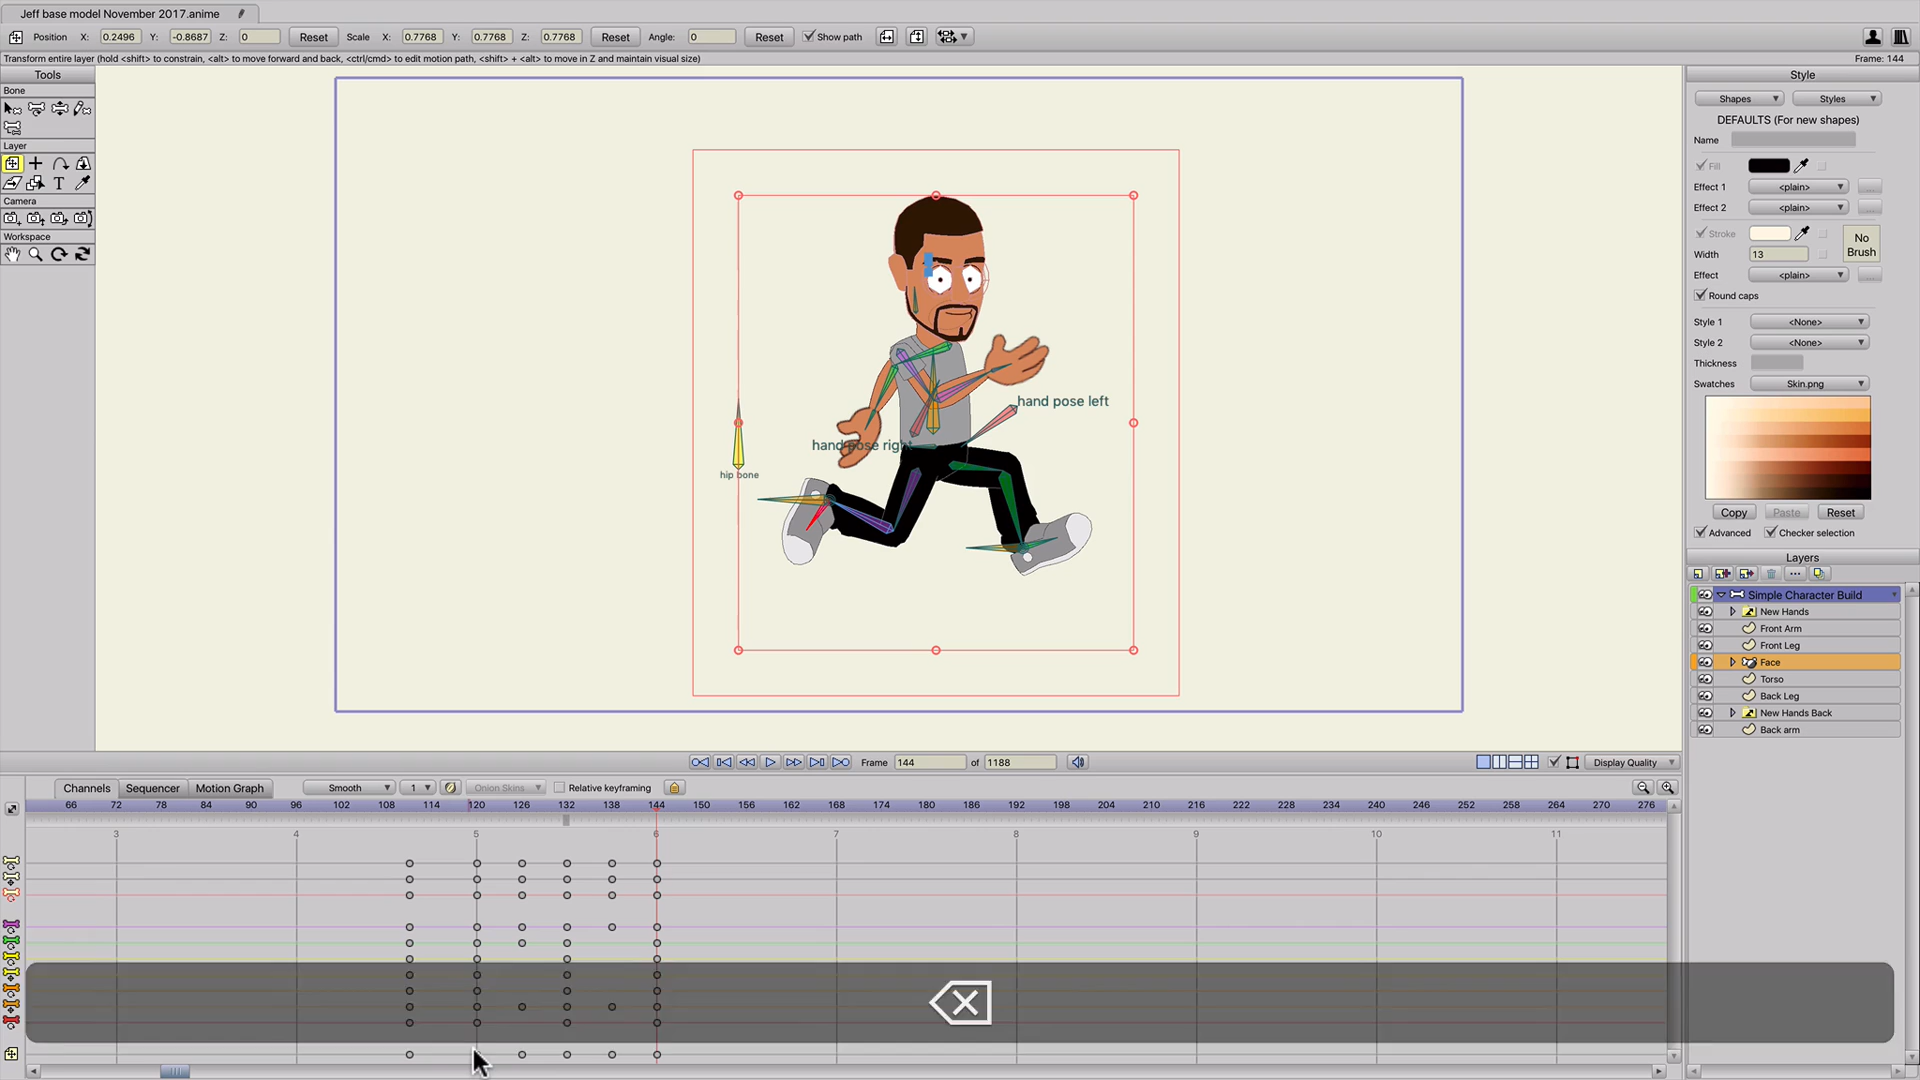 Jeff base model November 2017.anime
Position X: 0.2496 Y: -0.8687 Z: 0 Reset Scale X: 0.7768 Y: 0.7768 Z: 0.7768 Reset Angle: 0 Reset Show path
Transform entire layer (hold <shift> to constrain, <alt> to move forward and back, <ctrl/cmd> to edit motion path, <shift> + <alt> to move in Z and maintain visual size)
Frame: 144
Tools
Bone
Layer
T
Camera
Workspace
hand pose left
hand pose right
hip bone
Style
Shapes Styles
DEFAULTS (For new shapes)
Name
Fill
Effect 1 <plain> ...
Effect 2 <plain> ...
Stroke
No Brush
Width 13
Effect <plain> ...
Round caps
Style 1 <None>
Style 2 <None>
Thickness
Swatches Skin.png
Copy Paste Reset
Advanced Checker selection
Layers
Simple Character Build
New Hands
Front Arm
Front Leg
Face
Torso
Back Leg
New Hands Back
Back arm
Frame 144 of 1188
Display Quality
Channels Sequencer Motion Graph Smooth 1 Onion Skins Relative keyframing
66 72 78 84 90 96 102 108 114 120 126 132 138 144 150 156 162 168 174 180 186 192 198 204 210 216 222 228 234 240 246 252 258 264 270 276
3 4 5 6 7 8 9 10 11